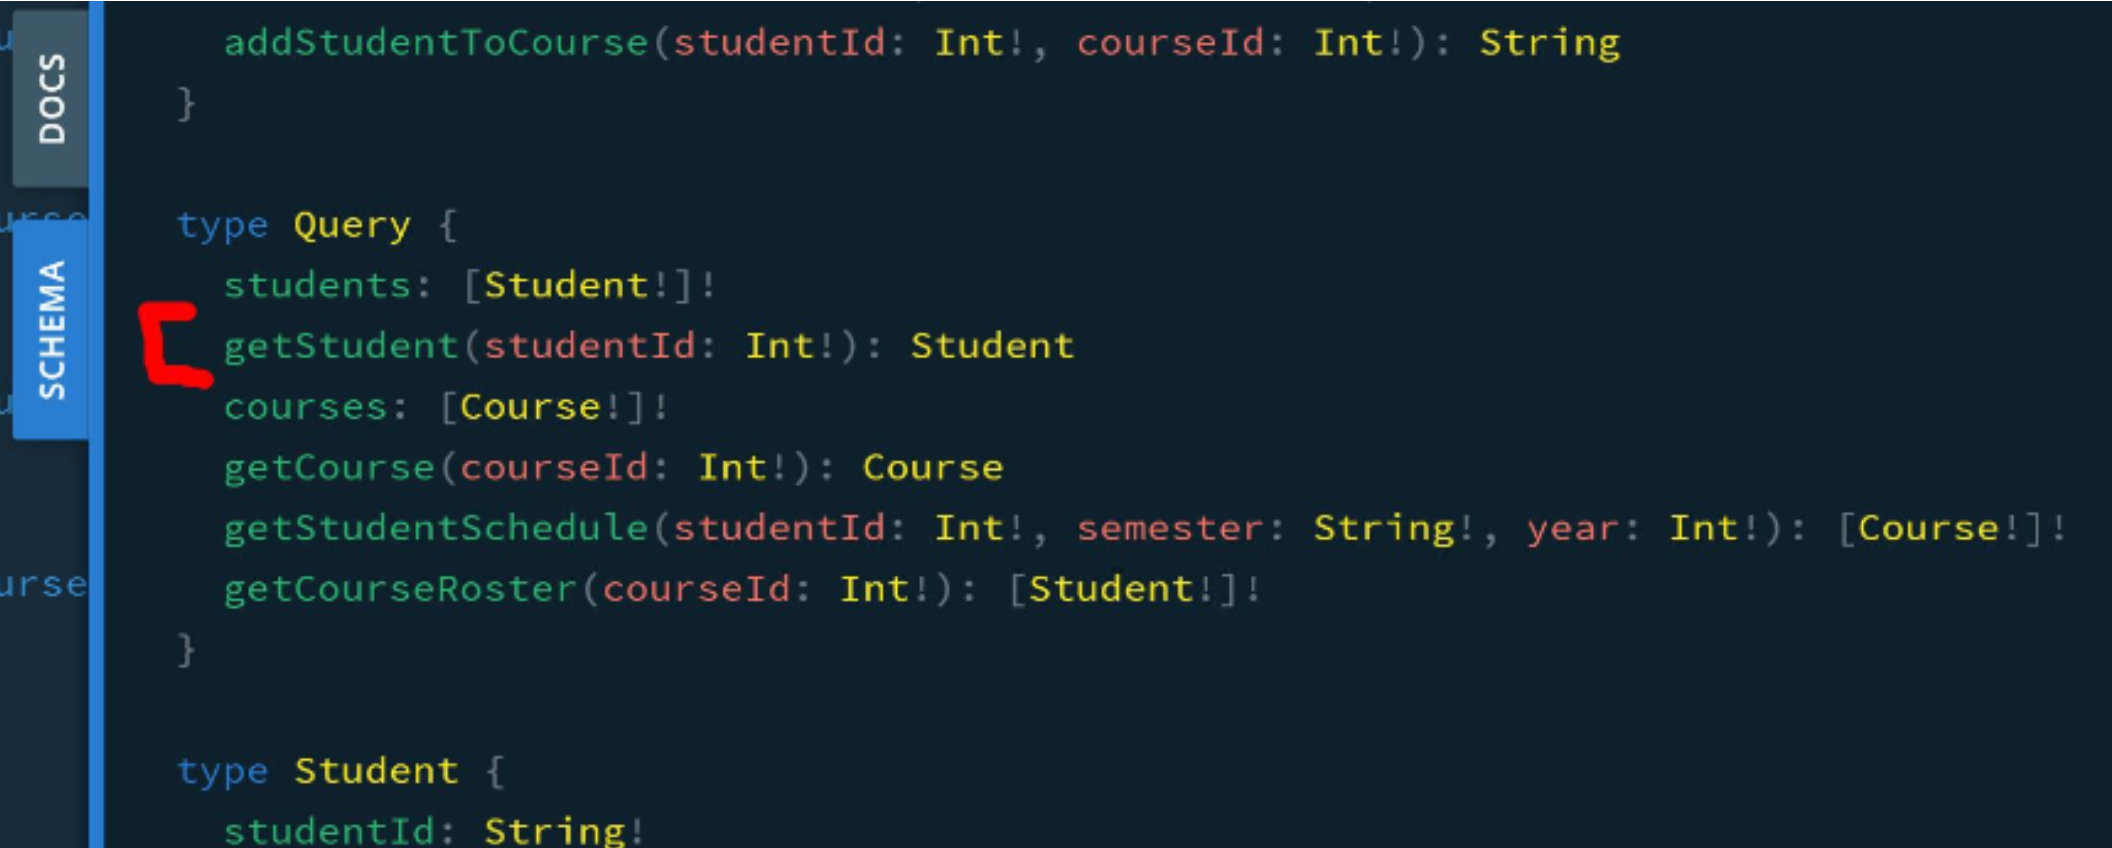 addStudentToCourse(studentId: Int!, courseId: Int!): String
}
type Query {
students: [Student!]!
getStudent(studentId: Int!): Student
courses: [Course!]!
getCourse(courseId: Int!): Course
getStudentSchedule(studentId: Int!, semester: String!, year: Int!): [Course!]!
getCourseRoster(courseId: Int!): [Student!]!
}
type Student {
studentId: String!
DOCS
SCHEMA